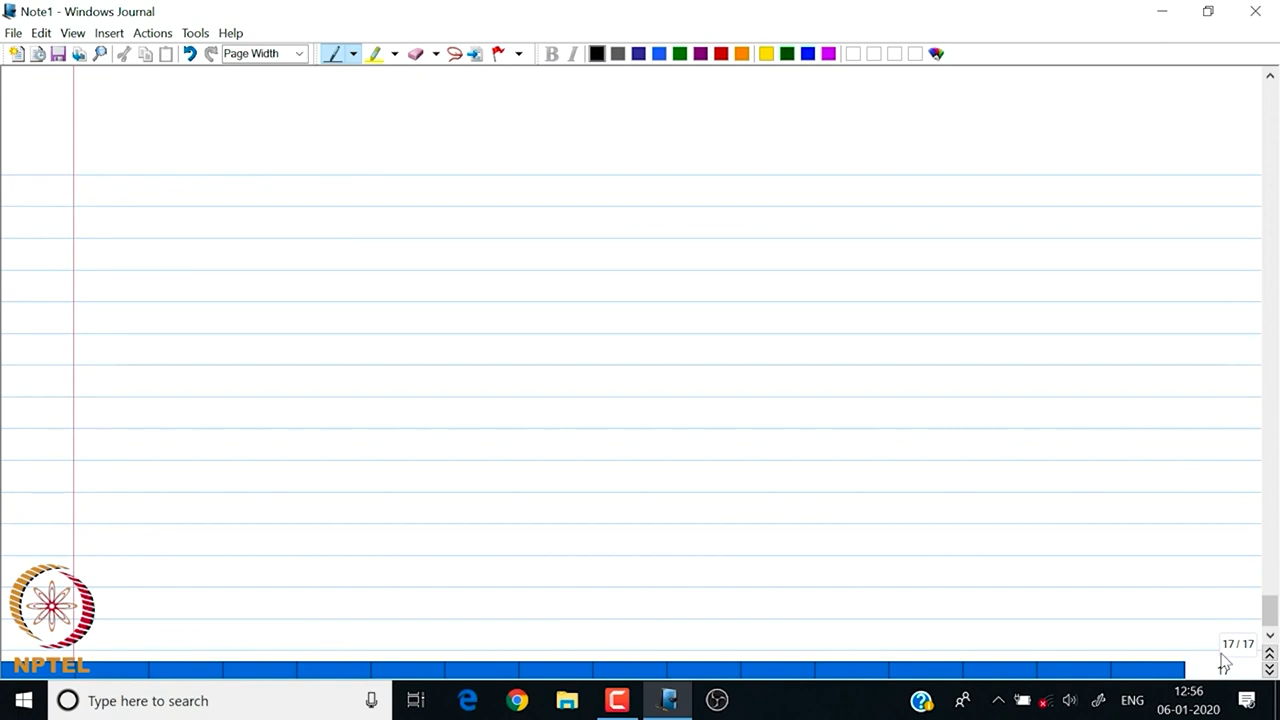 Note1 - Windows Journal
File Edit View Insert Actions Tools Help
Page Width B I
17 / 17
NPTEL
Type here to search
ENG
12:56
06-01-2020